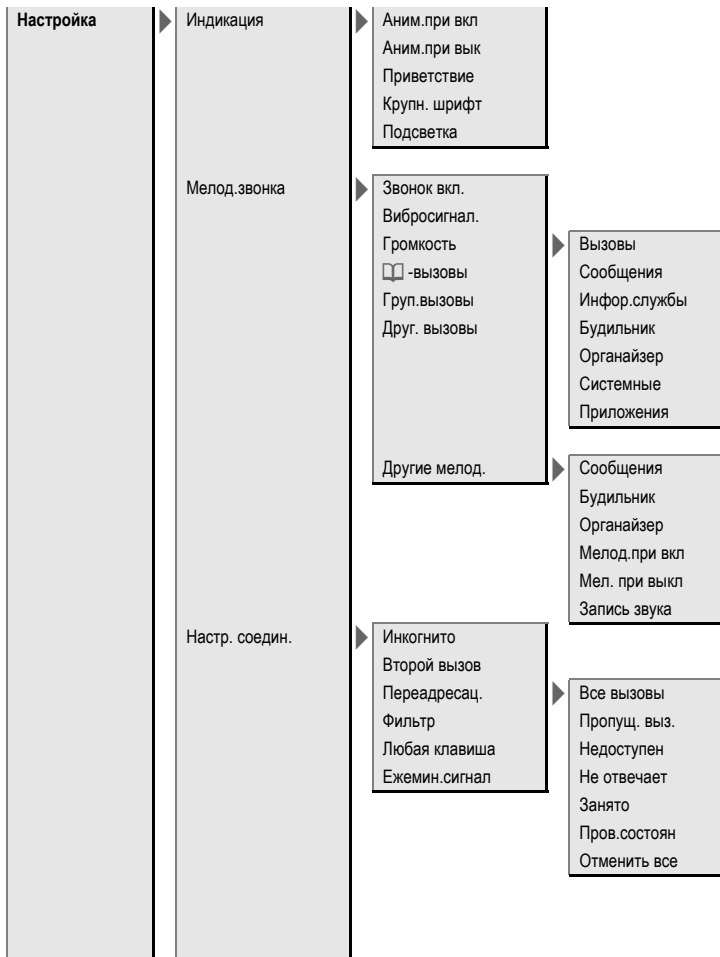 Настройка
Индикация
Аним.при вкл
Аним.при вык
Приветствие
Крупн. шрифт
Подсветка
Мелод.звонка
Звонок вкл.
Вибросигнал.
Громкость
Вызовы
Сообщения
Инфор.службы
Будильник
Органайзер
Системные
Приложения
-вызовы
Груп.вызовы
Друг. вызовы
Другие мелод.
Сообщения
Будильник
Органайзер
Мелод.при вкл
Мел. при выкл
Запись звука
Настр. соедин.
Инкогнито
Второй вызов
Переадресац.
Все вызовы
Пропущ. выз.
Недоступен
Не отвечает
Занято
Пров.состоян
Отменить все
Фильтр
Любая клавиша
Ежемин.сигнал